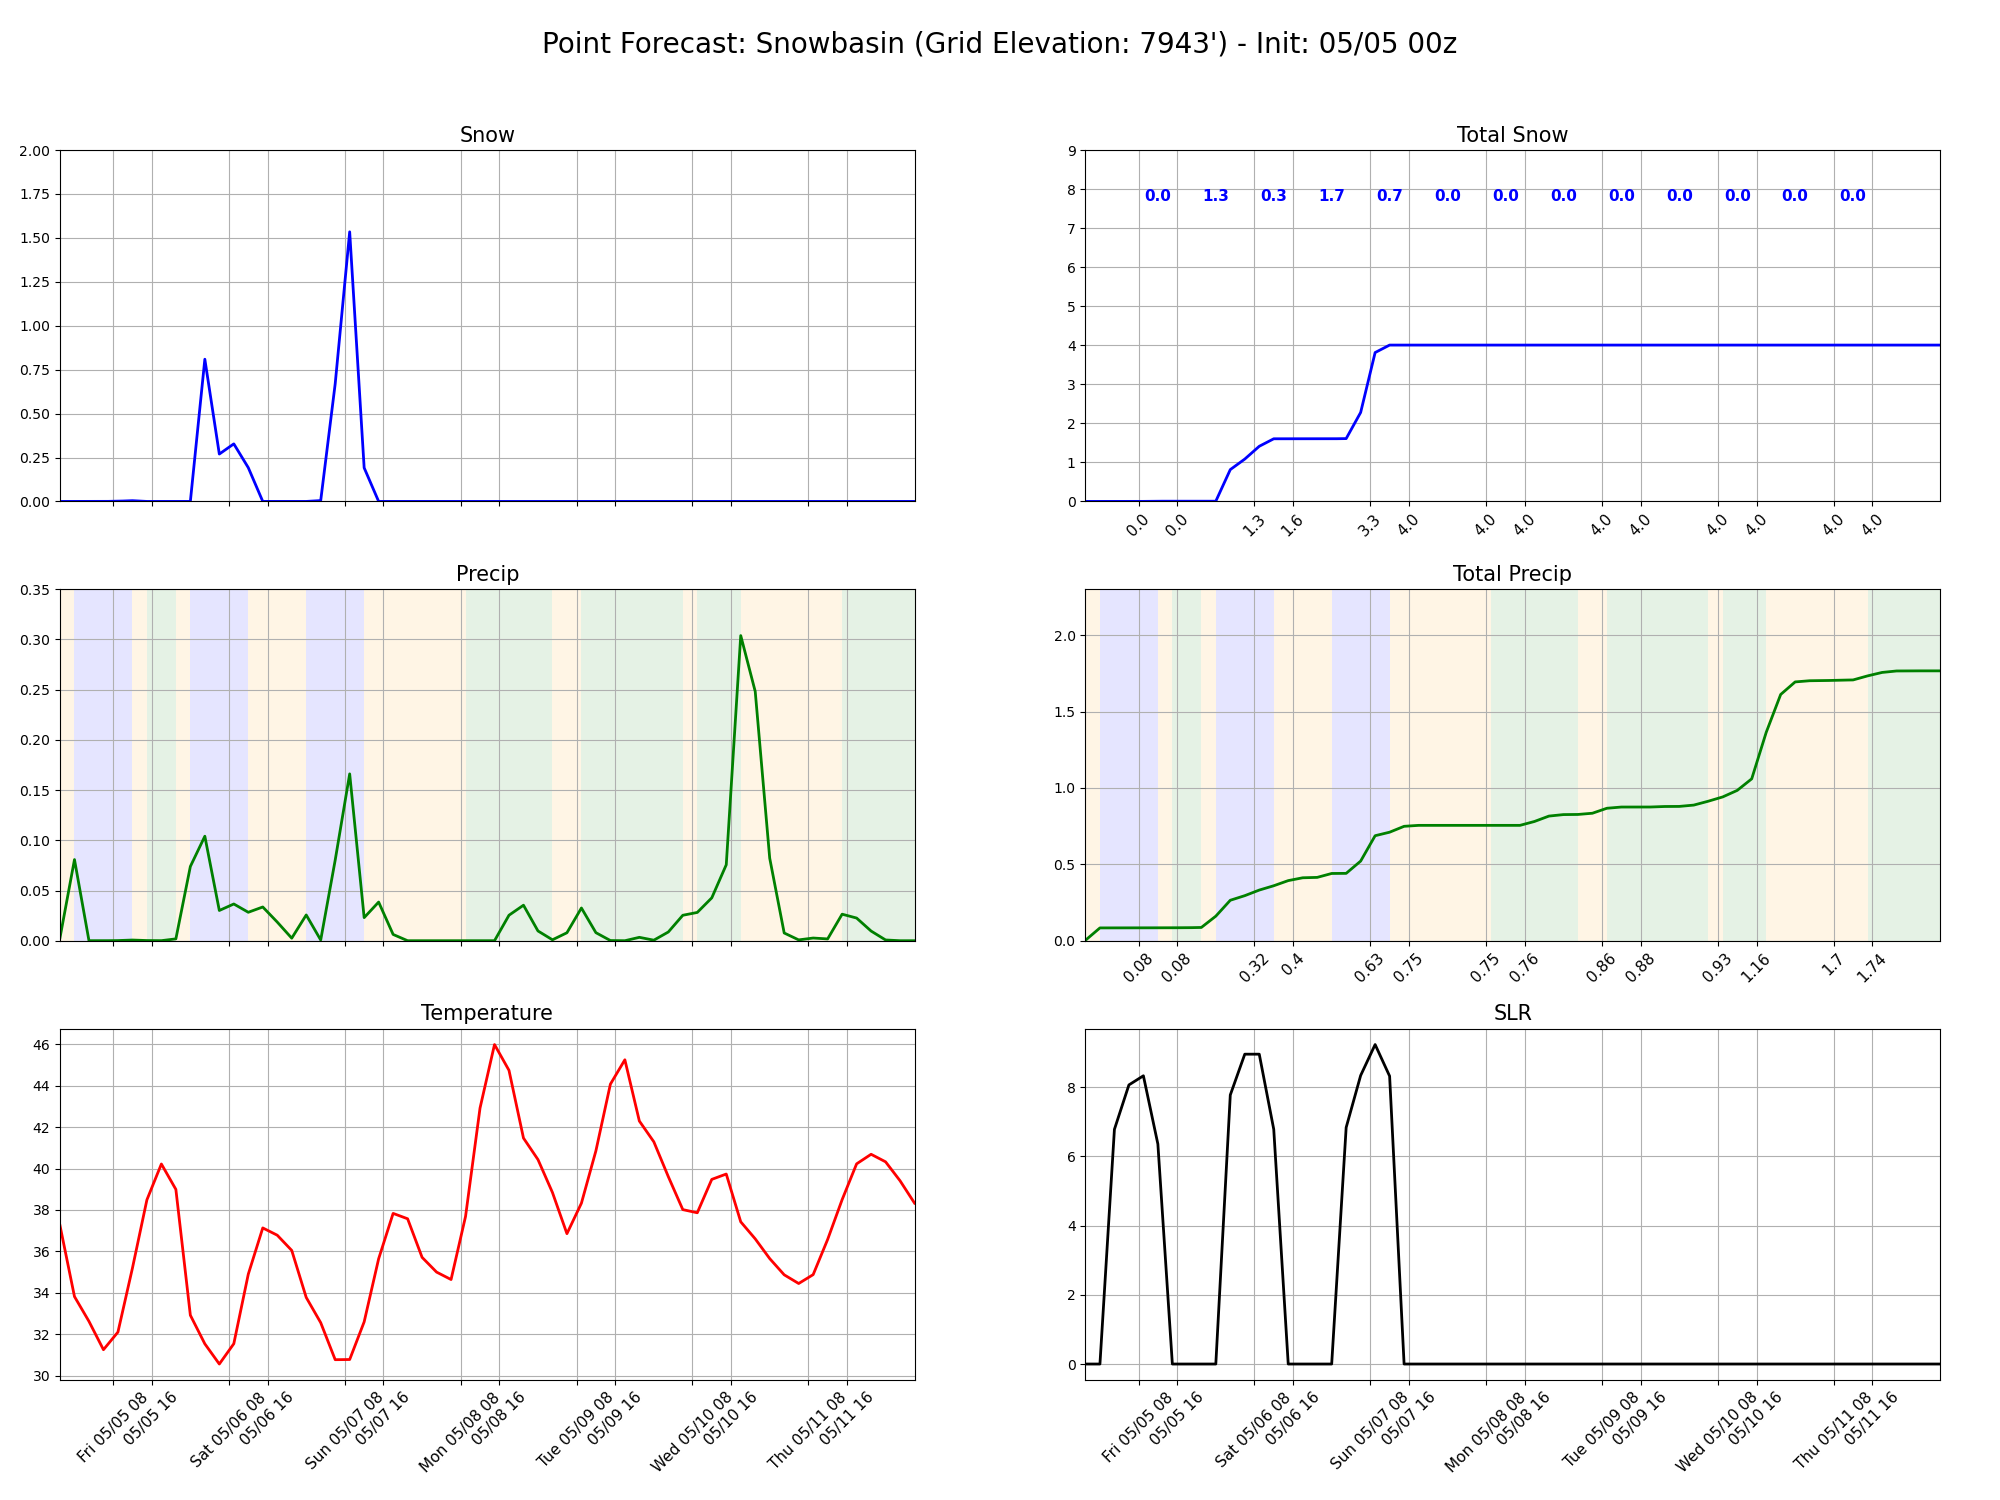 Point Forecast: Snowbasin (Grid Elevation: 7943') - Init: 05/05 00z
Snow
2.00
1.75
1.50
1.25
1.00
0.75
0.50
0.25
0.00
Total Snow
9
8
7
6
5
4
3
2
1
0
0.0 1.3 0.3 1.7 0.7 0.0 0.0 0.0 0.0 0.0 0.0 0.0 0.0
0.0 0.0 1.3 1.6 3.3 4.0 4.0 4.0 4.0 4.0 4.0 4.0 4.0 4.0
Precip
0.35
0.30
0.25
0.20
0.15
0.10
0.05
0.00
Total Precip
2.0
1.5
1.0
0.5
0.0
0.08 0.08 0.32 0.4 0.63 0.75 0.75 0.76 0.86 0.88 0.93 1.16 1.7 1.74
Temperature
46
44
42
40
38
36
34
32
30
Fri 05/05 08
05/05 16
Sat 05/06 08
05/06 16
Sun 05/07 08
05/07 16
Mon 05/08 08
05/08 16
Tue 05/09 08
05/09 16
Wed 05/10 08
05/10 16
Thu 05/11 08
05/11 16
SLR
8
6
4
2
0
Fri 05/05 08
05/05 16
Sat 05/06 08
05/06 16
Sun 05/07 08
05/07 16
Mon 05/08 08
05/08 16
Tue 05/09 08
05/09 16
Wed 05/10 08
05/10 16
Thu 05/11 08
05/11 16